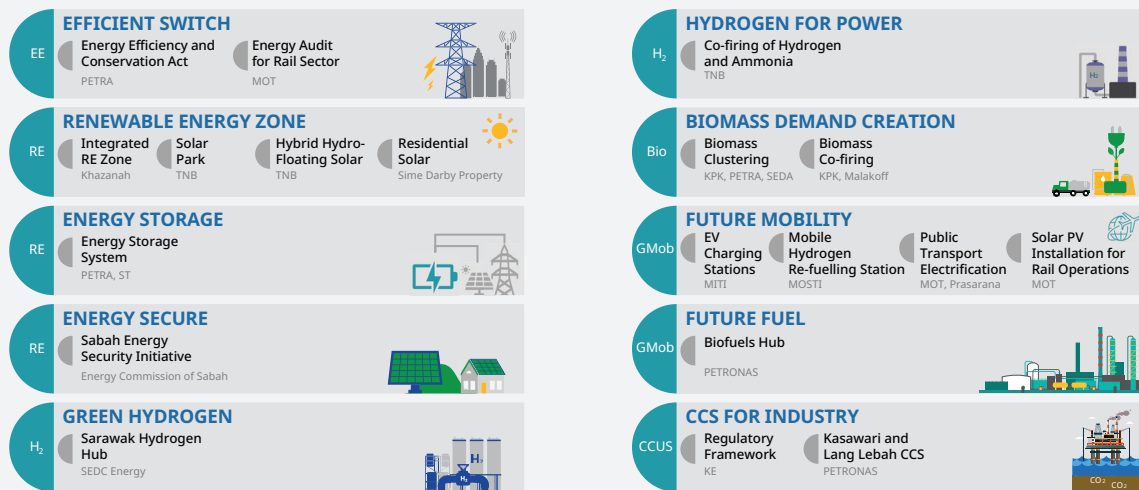 EFFICIENT SWITCH
EE
Energy Efficiency and
Conservation Act
PETRA
Energy Audit
for Rail Sector
MOT
RENEWABLE ENERGY ZONE
RE
Integrated
RE Zone
Khazanah
Solar
Park
TNB
Hybrid Hydro-
Floating Solar
TNB
Residential
Solar
Sime Darby Property
ENERGY STORAGE
RE
Energy Storage
System
PETRA, ST
ENERGY SECURE
RE
Sabah Energy
Security Initiative
Energy Commission of Sabah
GREEN HYDROGEN
H₂
Sarawak Hydrogen
Hub
SEDC Energy
H₂
H₂
HYDROGEN FOR POWER
H₂
Co-firing of Hydrogen
and Ammonia
TNB
H₂
BIOMASS DEMAND CREATION
Bio
Biomass
Clustering
KPK, PETRA, SEDA
Biomass
Co-firing
KPK, Malakoff
FUTURE MOBILITY
GMob
EV
Charging
Stations
MITI
Mobile
Hydrogen
Re-fuelling Station
MOSTI
Public
Transport
Electrification
MOT, Prasarana
Solar PV
Installation for
Rail Operations
MOT
FUTURE FUEL
GMob
Biofuels Hub
PETRONAS
CCS FOR INDUSTRY
CCUS
Regulatory
Framework
KE
Kasawari and
Lang Lebah CCS
PETRONAS
CO₂
CO₂